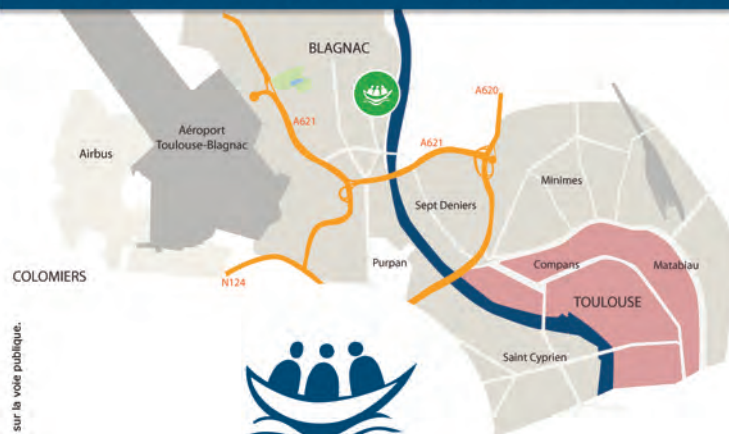 BLAGNAC
A620
A621
A621
Aéroport
Toulouse-Blagnac
Airbus
Minimes
Sept Deniers
Purpan
Compans
Matabiau
COLOMIERS
N124
TOULOUSE
Saint Cyprien
sur la voie publique.